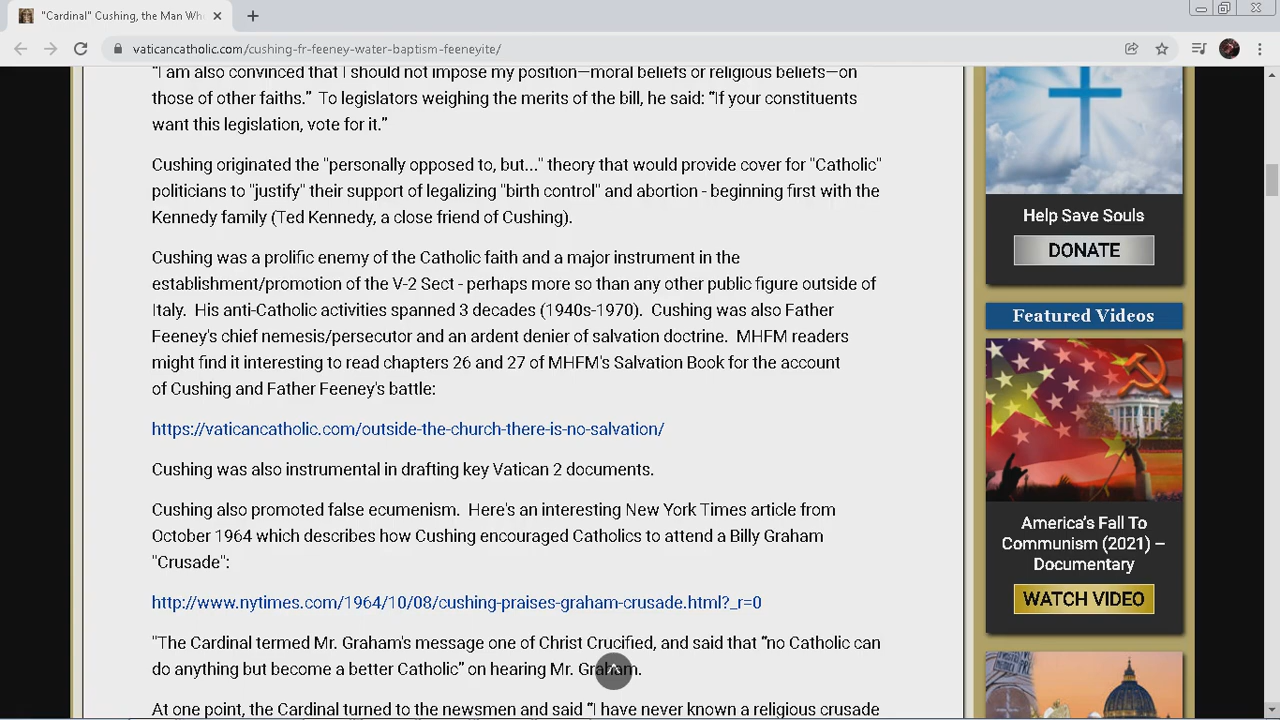 "Cardinal" Cushing, the Man Wh
vaticancatholic.com/cushing-fr-feeney-water-baptism-feeneyite/
"I am also convinced that I should not impose my position—moral beliefs or religious beliefs—on
those of other faiths." To legislators weighing the merits of the bill, he said: "If your constituents
want this legislation, vote for it."
Cushing originated the "personally opposed to, but..." theory that would provide cover for "Catholic"
politicians to "justify" their support of legalizing "birth control" and abortion - beginning first with the
Kennedy family (Ted Kennedy, a close friend of Cushing).
Cushing was a prolific enemy of the Catholic faith and a major instrument in the
establishment/promotion of the V-2 Sect - perhaps more so than any other public figure outside of
Italy.  His anti-Catholic activities spanned 3 decades (1940s-1970).  Cushing was also Father
Feeney's chief nemesis/persecutor and an ardent denier of salvation doctrine.  MHFM readers
might find it interesting to read chapters 26 and 27 of MHFM's Salvation Book for the account
of Cushing and Father Feeney's battle:
https://vaticancatholic.com/outside-the-church-there-is-no-salvation/
Cushing was also instrumental in drafting key Vatican 2 documents.
Cushing also promoted false ecumenism.  Here's an interesting New York Times article from
October 1964 which describes how Cushing encouraged Catholics to attend a Billy Graham
"Crusade":
http://www.nytimes.com/1964/10/08/cushing-praises-graham-crusade.html?_r=0
"The Cardinal termed Mr. Graham's message one of Christ Crucified, and said that "no Catholic can
do anything but become a better Catholic" on hearing Mr. Graham.
At one point, the Cardinal turned to the newsmen and said "I have never known a religious crusade
Help Save Souls
DONATE
Featured Videos
America's Fall To
Communism (2021) –
Documentary
WATCH VIDEO